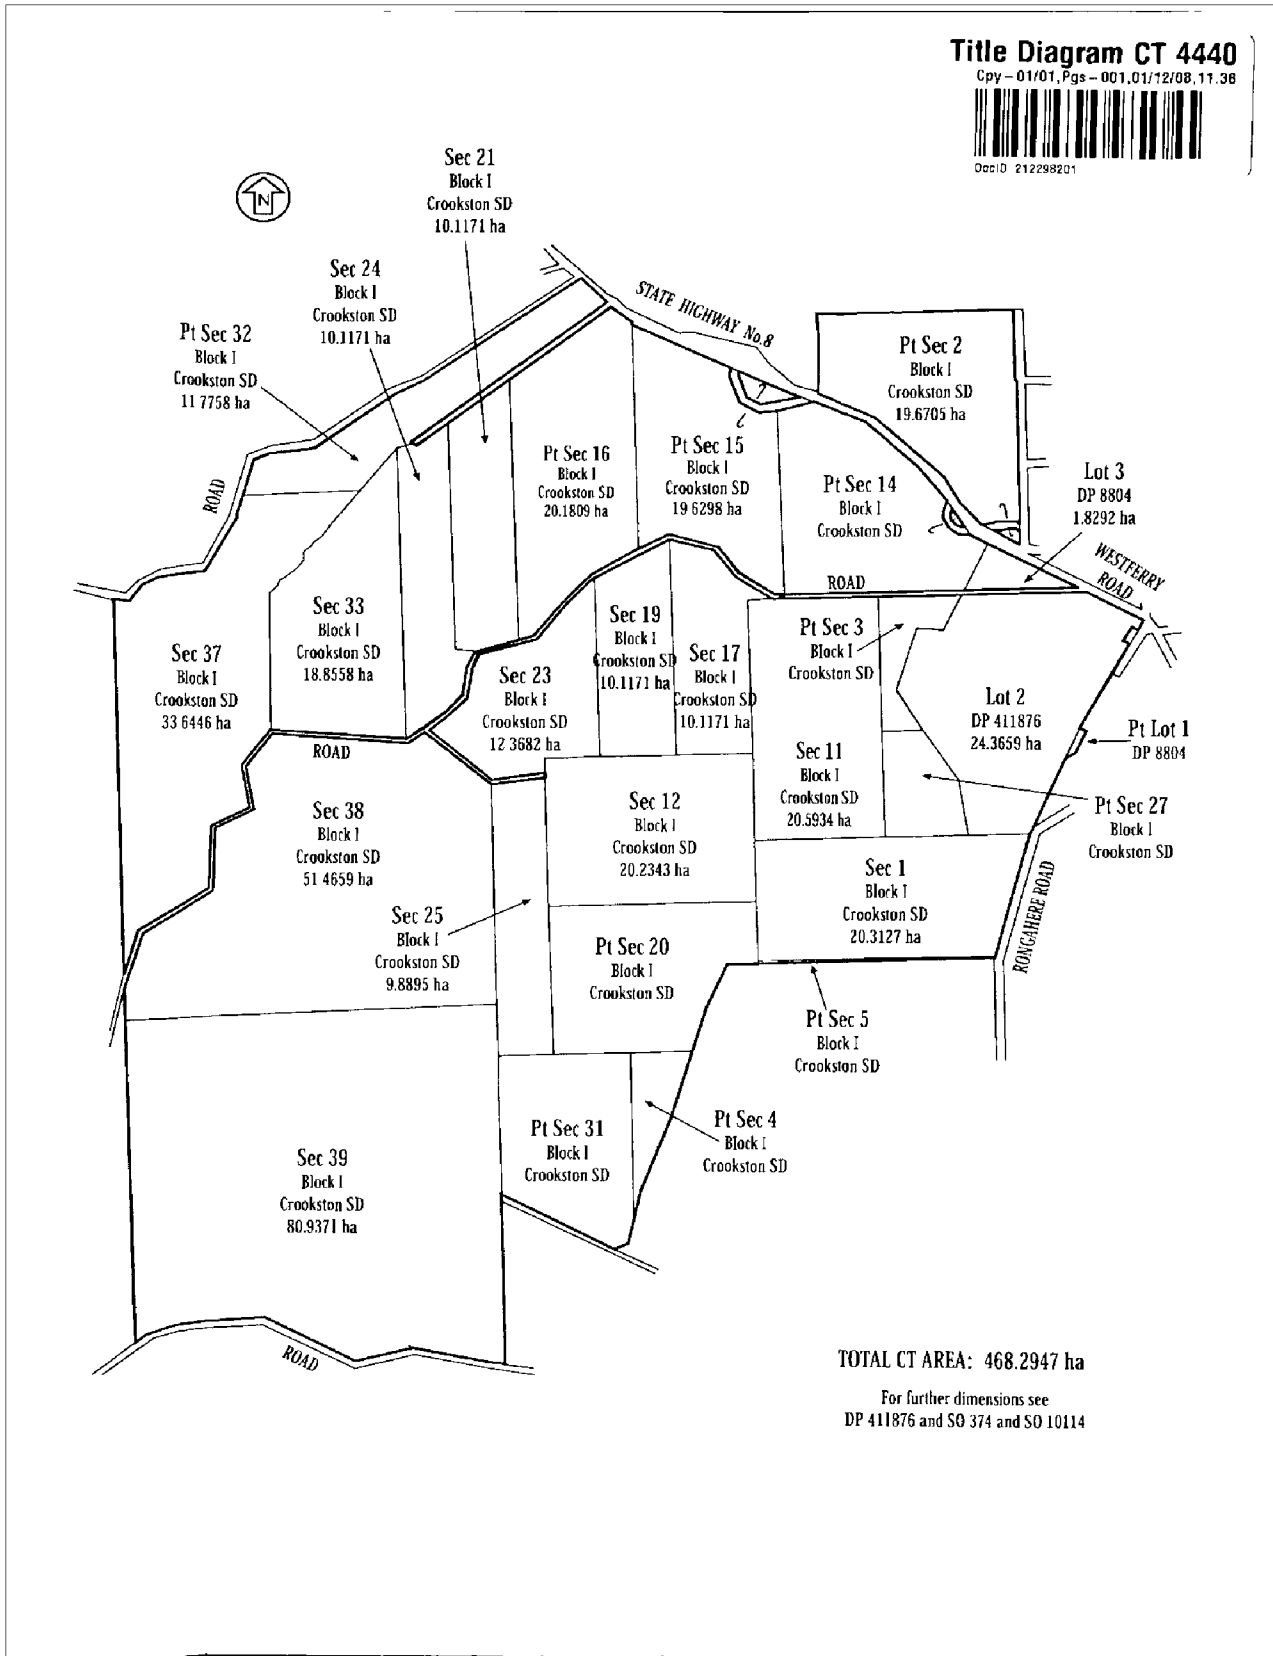 Title Diagram CT 4440
Cpy - 01/01, Pgs - 001, 01/12/08, 11:36
DocID 212298201
N
Sec 21
Block I
Crookston SD
10.1171 ha
Sec 24
Block I
Crookston SD
10.1171 ha
Pt Sec 32
Block I
Crookston SD
11 7758 ha
STATE HIGHWAY No.8
Pt Sec 2
Block I
Crookston SD
19.6705 ha
ROAD
Pt Sec 16
Block I
Crookston SD
20.1809 ha
Pt Sec 15
Block I
Crookston SD
19 6298 ha
Pt Sec 14
Block I
Crookston SD
Lot 3
DP 8804
1.8292 ha
WESTFERRY
ROAD
ROAD
Sec 37
Block I
Crookston SD
33 6446 ha
Sec 33
Block I
Crookston SD
18.8558 ha
Sec 23
Block I
Crookston SD
12 3682 ha
Sec 19
Block I
Crookston SD
10.1171 ha
Sec 17
Block I
Crookston SD
10.1171 ha
Pt Sec 3
Block I
Crookston SD
Lot 2
DP 411876
24.3659 ha
Pt Lot 1
DP 8804
ROAD
Sec 11
Block I
Crookston SD
20.5934 ha
Pt Sec 27
Block I
Crookston SD
Sec 38
Block I
Crookston SD
51 4659 ha
Sec 12
Block I
Crookston SD
20.2343 ha
Sec 1
Block I
Crookston SD
20.3127 ha
RONGAHERE ROAD
Sec 25
Block I
Crookston SD
9.8895 ha
Pt Sec 20
Block I
Crookston SD
Pt Sec 5
Block I
Crookston SD
Pt Sec 31
Block I
Crookston SD
Pt Sec 4
Block I
Crookston SD
Sec 39
Block I
Crookston SD
80.9371 ha
ROAD
TOTAL CT AREA: 468.2947 ha
For further dimensions see
DP 411876 and SO 374 and SO 10114